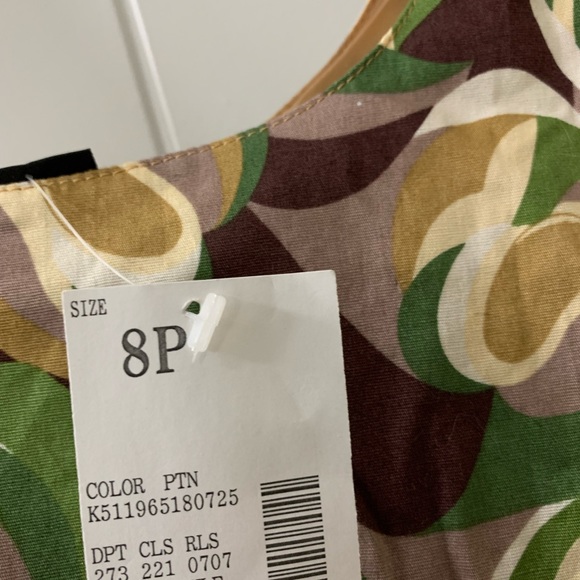 SIZE
8P
COLOR PTN
K511965180725
DPT CLS RLS
273 221 0707